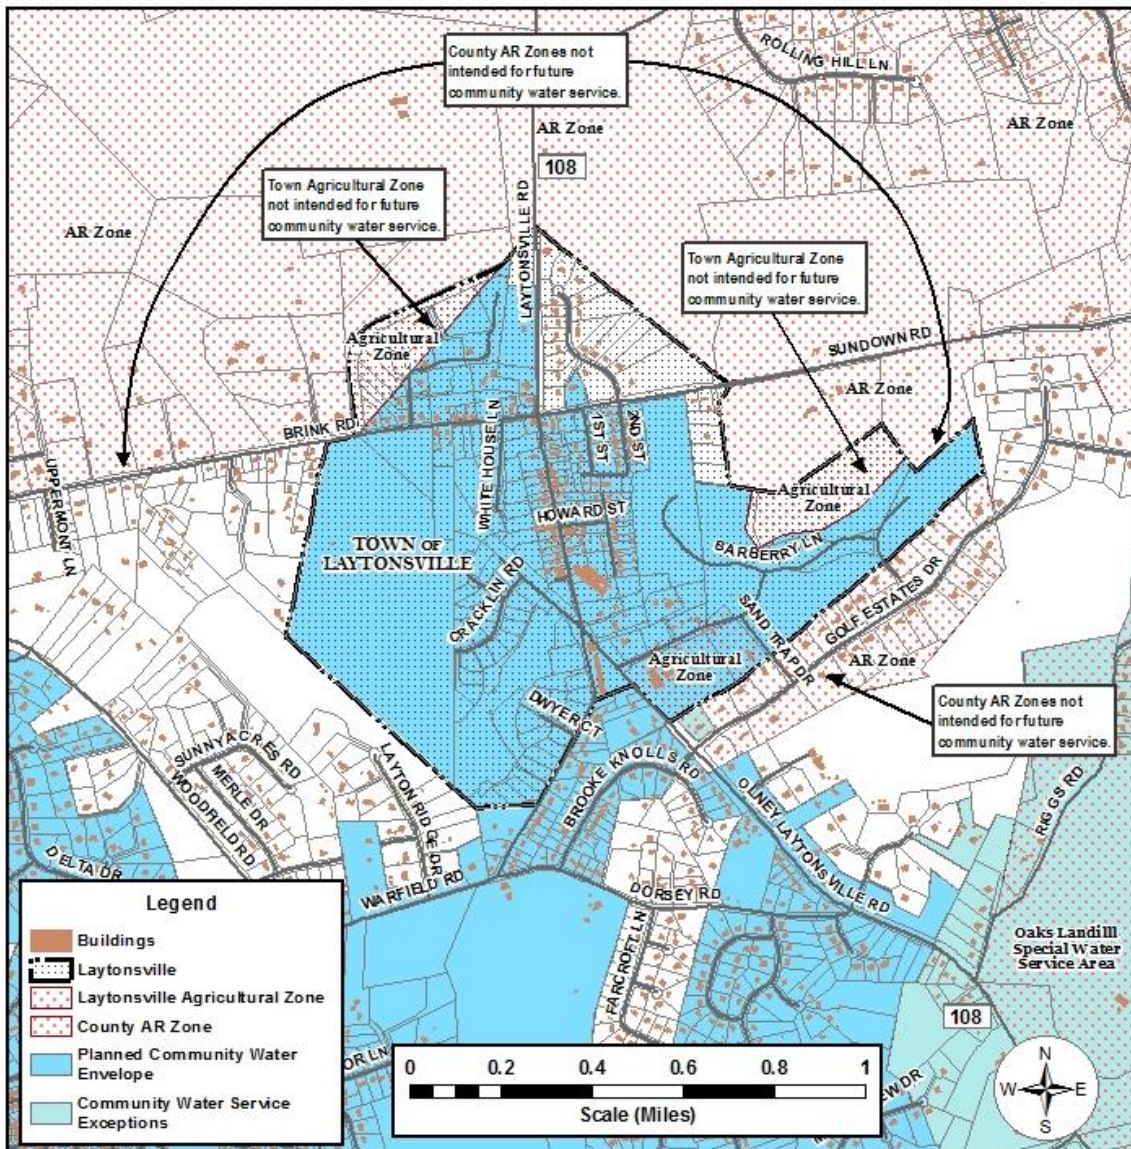 County AR Zones not
intended for future
community water service.
ROLLING HILL LN
AR Zone
AR Zone
108
Town Agricultural Zone
not intended for future
community water service.
AR Zone
LAYTONSVILLE RD
Town Agricultural Zone
not intended for future
community water service.
Agricultural
Zone
SUNDOWN RD
AR Zone
BRINK RD
WHITE HOUSE LN
1ST ST
2ND ST
UPPERMONT LN
Agricultural
Zone
HOWARD ST
TOWN OF
LAYTONSVILLE
BARBERRY LN
CRACKLIN RD
SAND TRAP DR
GOLF ESTATES DR
Agricultural
Zone
AR Zone
DWYER CT
County AR Zones not
intended for future
community water service.
SUNNYACRES RD
MERLE DR
WOODFIELD RD
LAYTON RIDGE DR
BROOKE KNOLLS RD
OLNEY LAYTONSVILLE RD
RIGGS RD
DELTA DR
WARFIELD RD
DORSEY RD
FARCROFT LN
Oaks Landfill
Special Water
Service Area
108
OR LN
EW DR
Legend
Buildings
Laytonsville
Laytonsville Agricultural Zone
County AR Zone
Planned Community Water
Envelope
Community Water Service
Exceptions
0 0.2 0.4 0.6 0.8 1
Scale (Miles)
N
W E
S